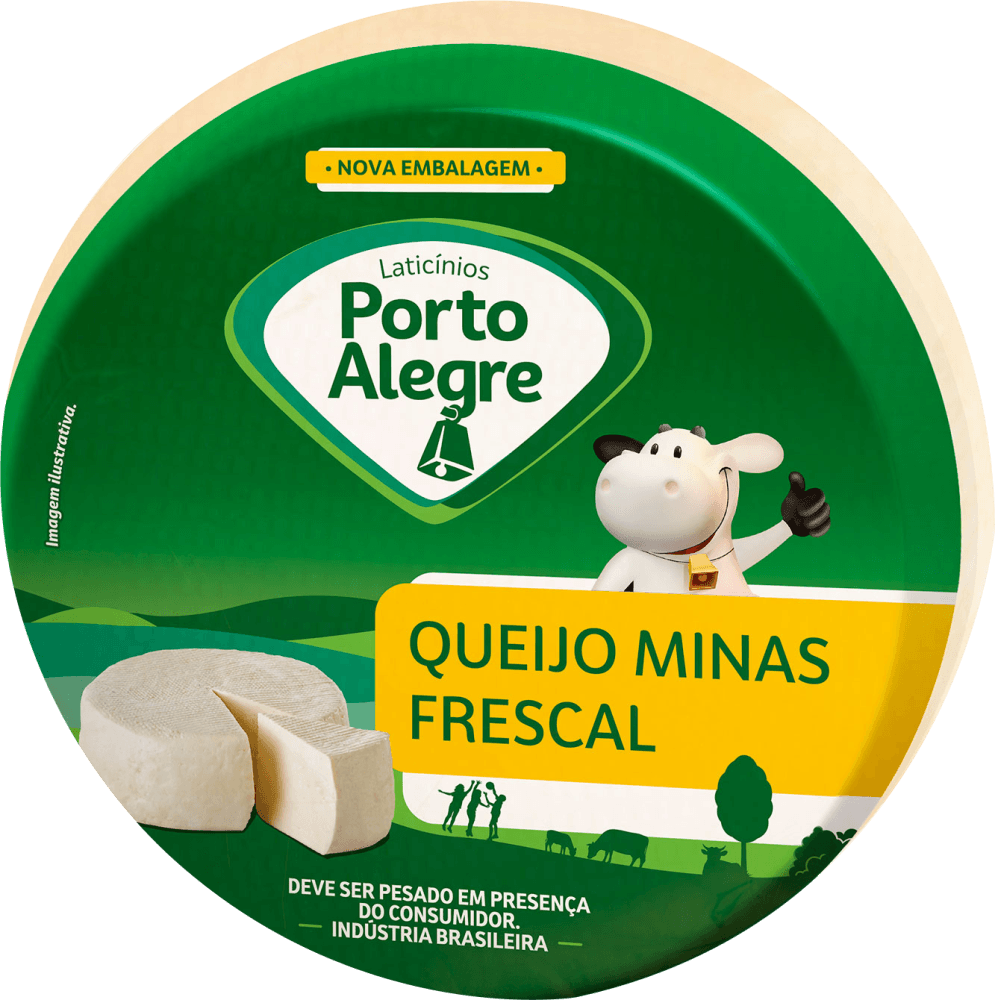 • NOVA EMBALAGEM •
Laticínios
Porto
Alegre
Imagem ilustrativa.
QUEIJO MINAS
FRESCAL
DEVE SER PESADO EM PRESENÇA
DO CONSUMIDOR.
INDÚSTRIA BRASILEIRA